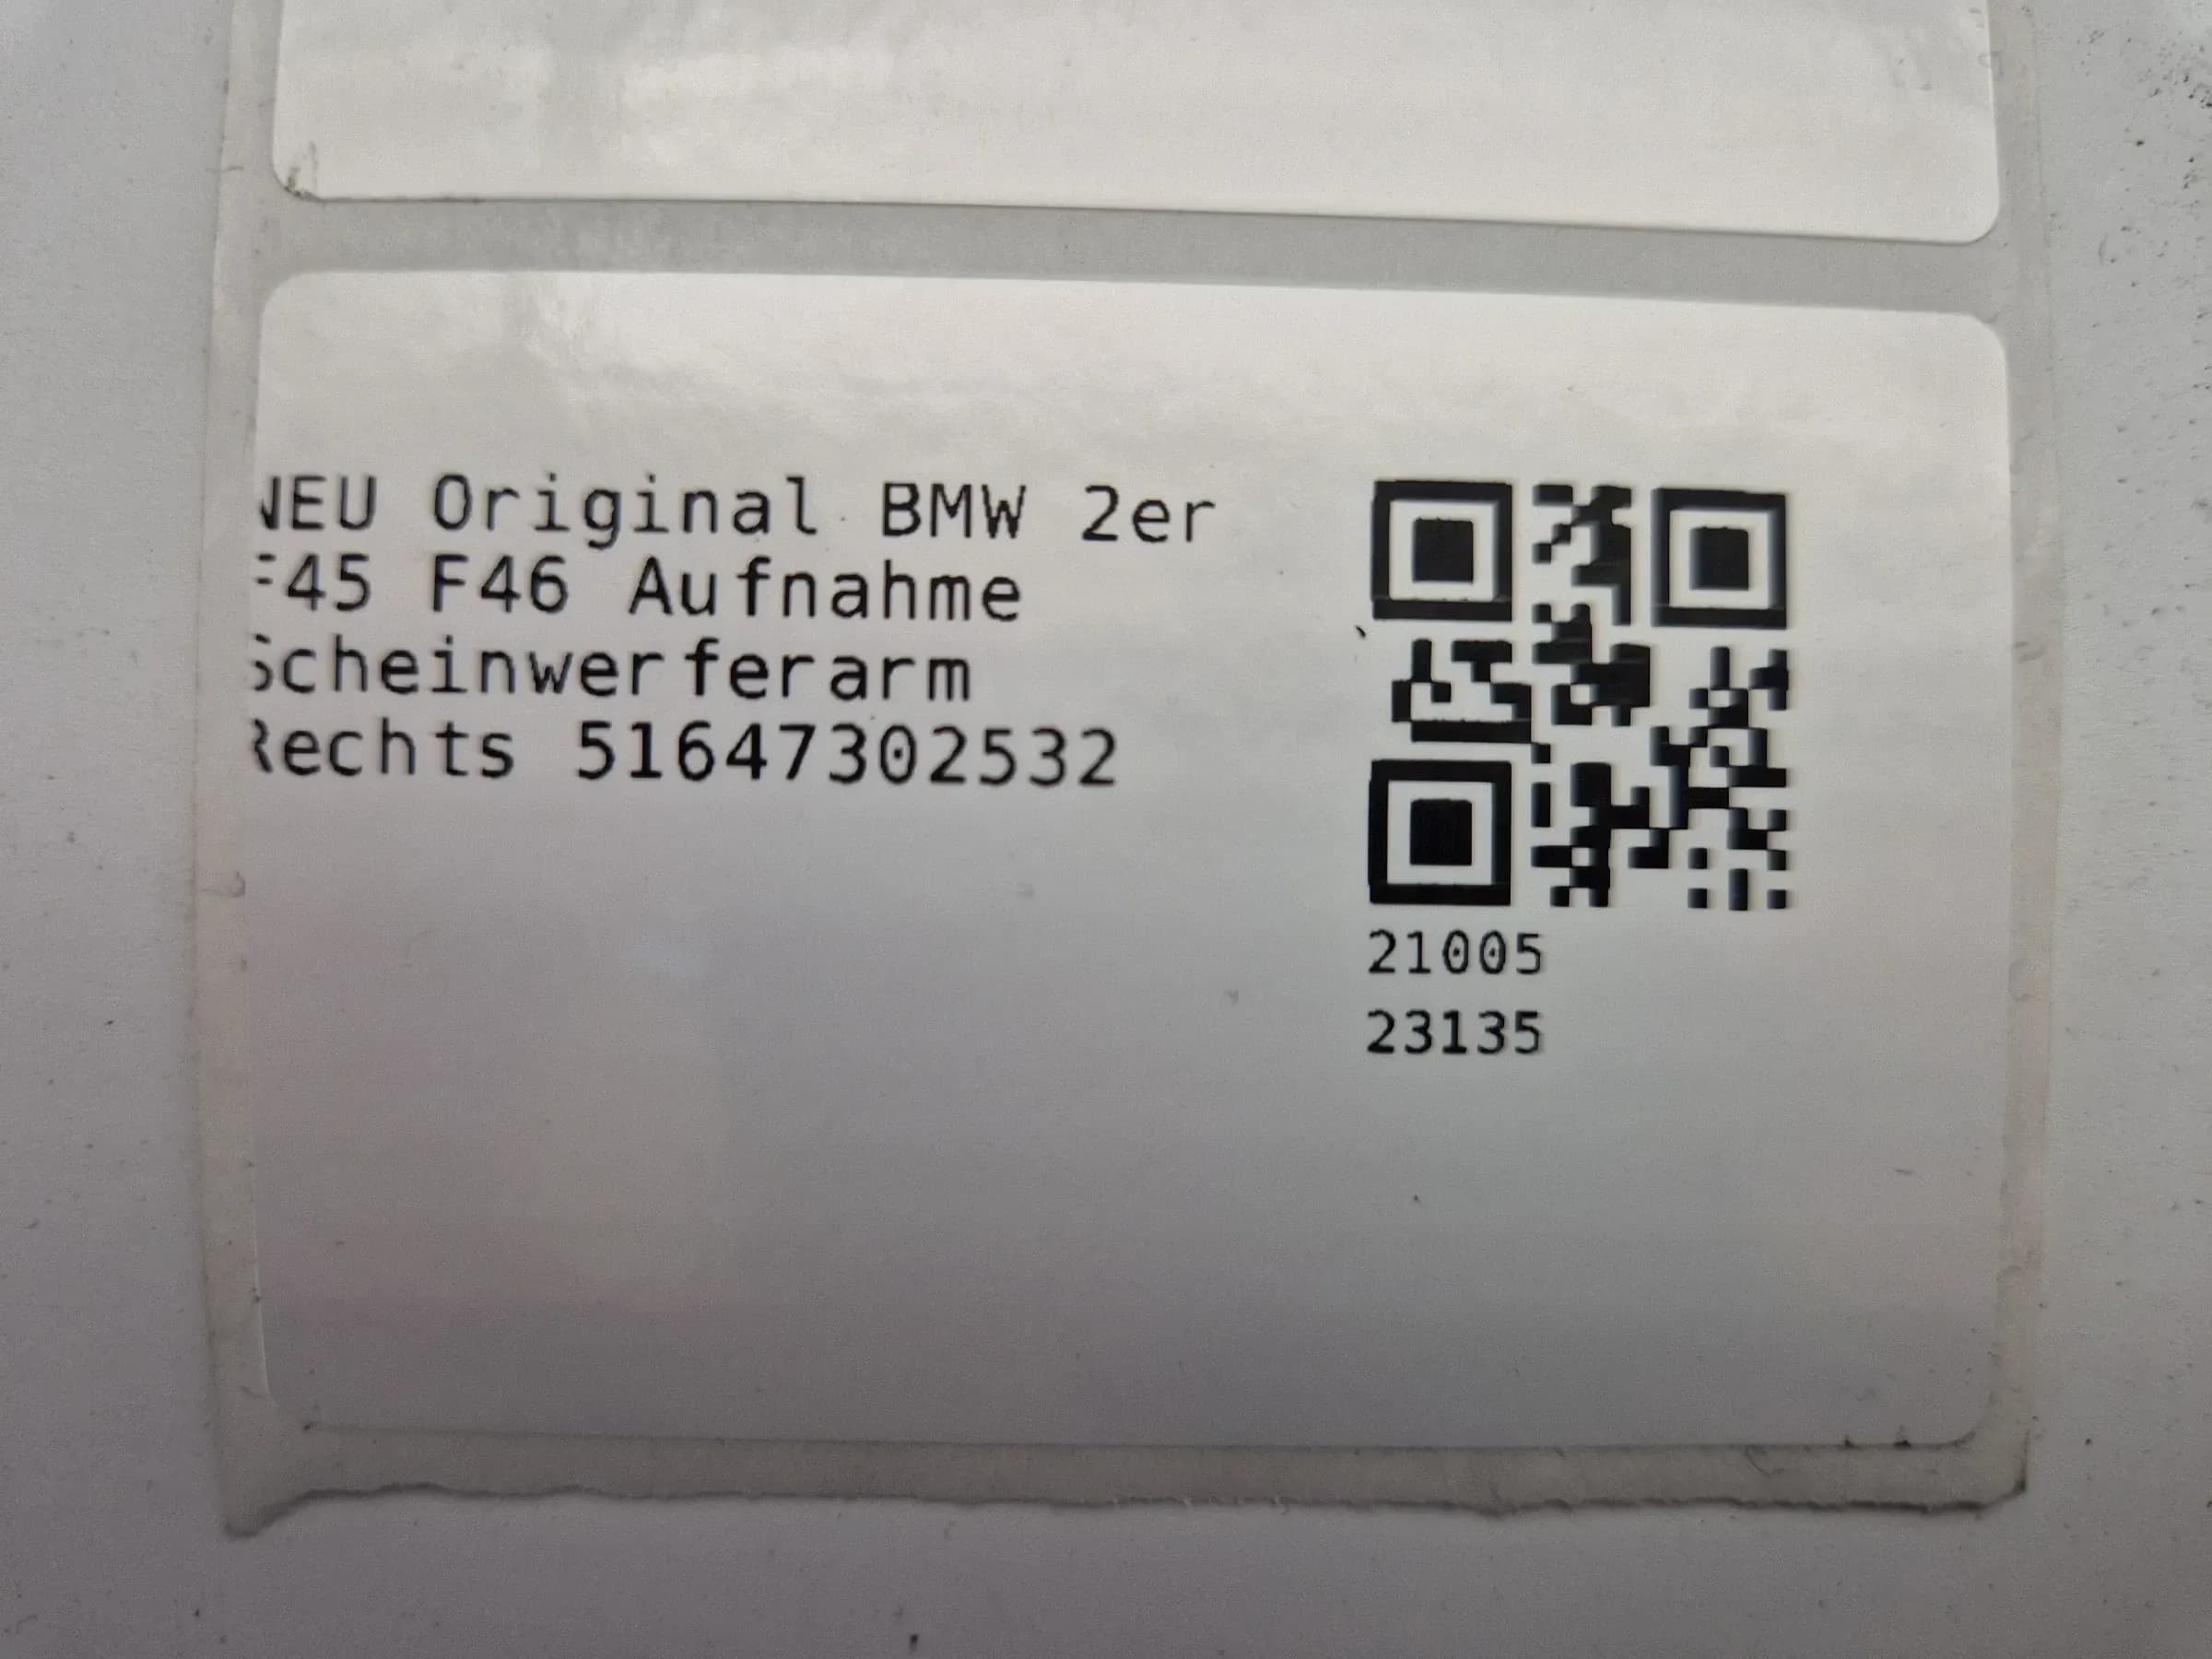 NEU Original BMW 2er
F45 F46 Aufnahme
Scheinwerferarm
Rechts 51647302532
21005
23135